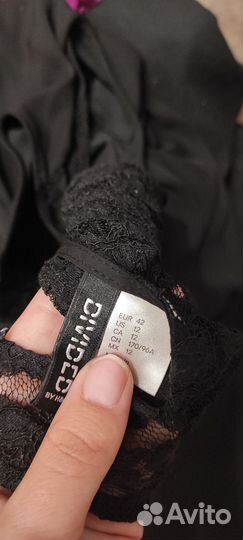 DIVIDED
BY H&M
EUR 42
US 12
CA 12
CN 170/96A
MX 12
Avito